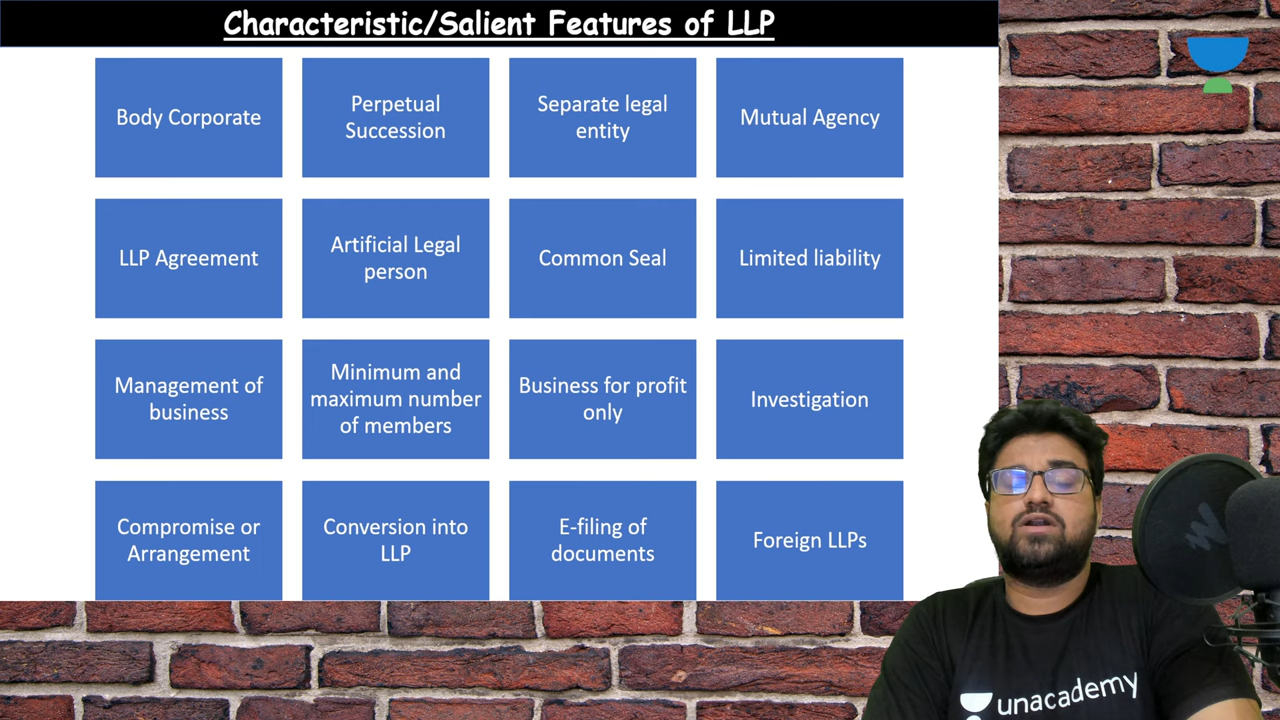 Characteristic/Salient Features of LLP
Body Corporate
Perpetual
Succession
Separate legal
entity
Mutual Agency
LLP Agreement
Artificial Legal
person
Common Seal
Limited liability
Management of
business
Minimum and
maximum number
of members
Business for profit
only
Investigation
Compromise or
Arrangement
Conversion into
LLP
E-filing of
documents
Foreign LLPs
unacademy